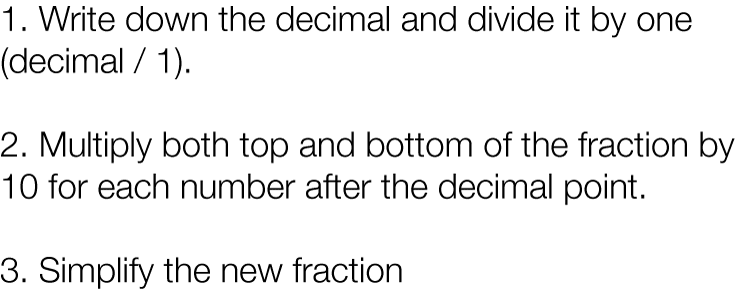 1. Write down the decimal and divide it by one
(decimal / 1).
2. Multiply both top and bottom of the fraction by
10 for each number after the decimal point.
3. Simplify the new fraction